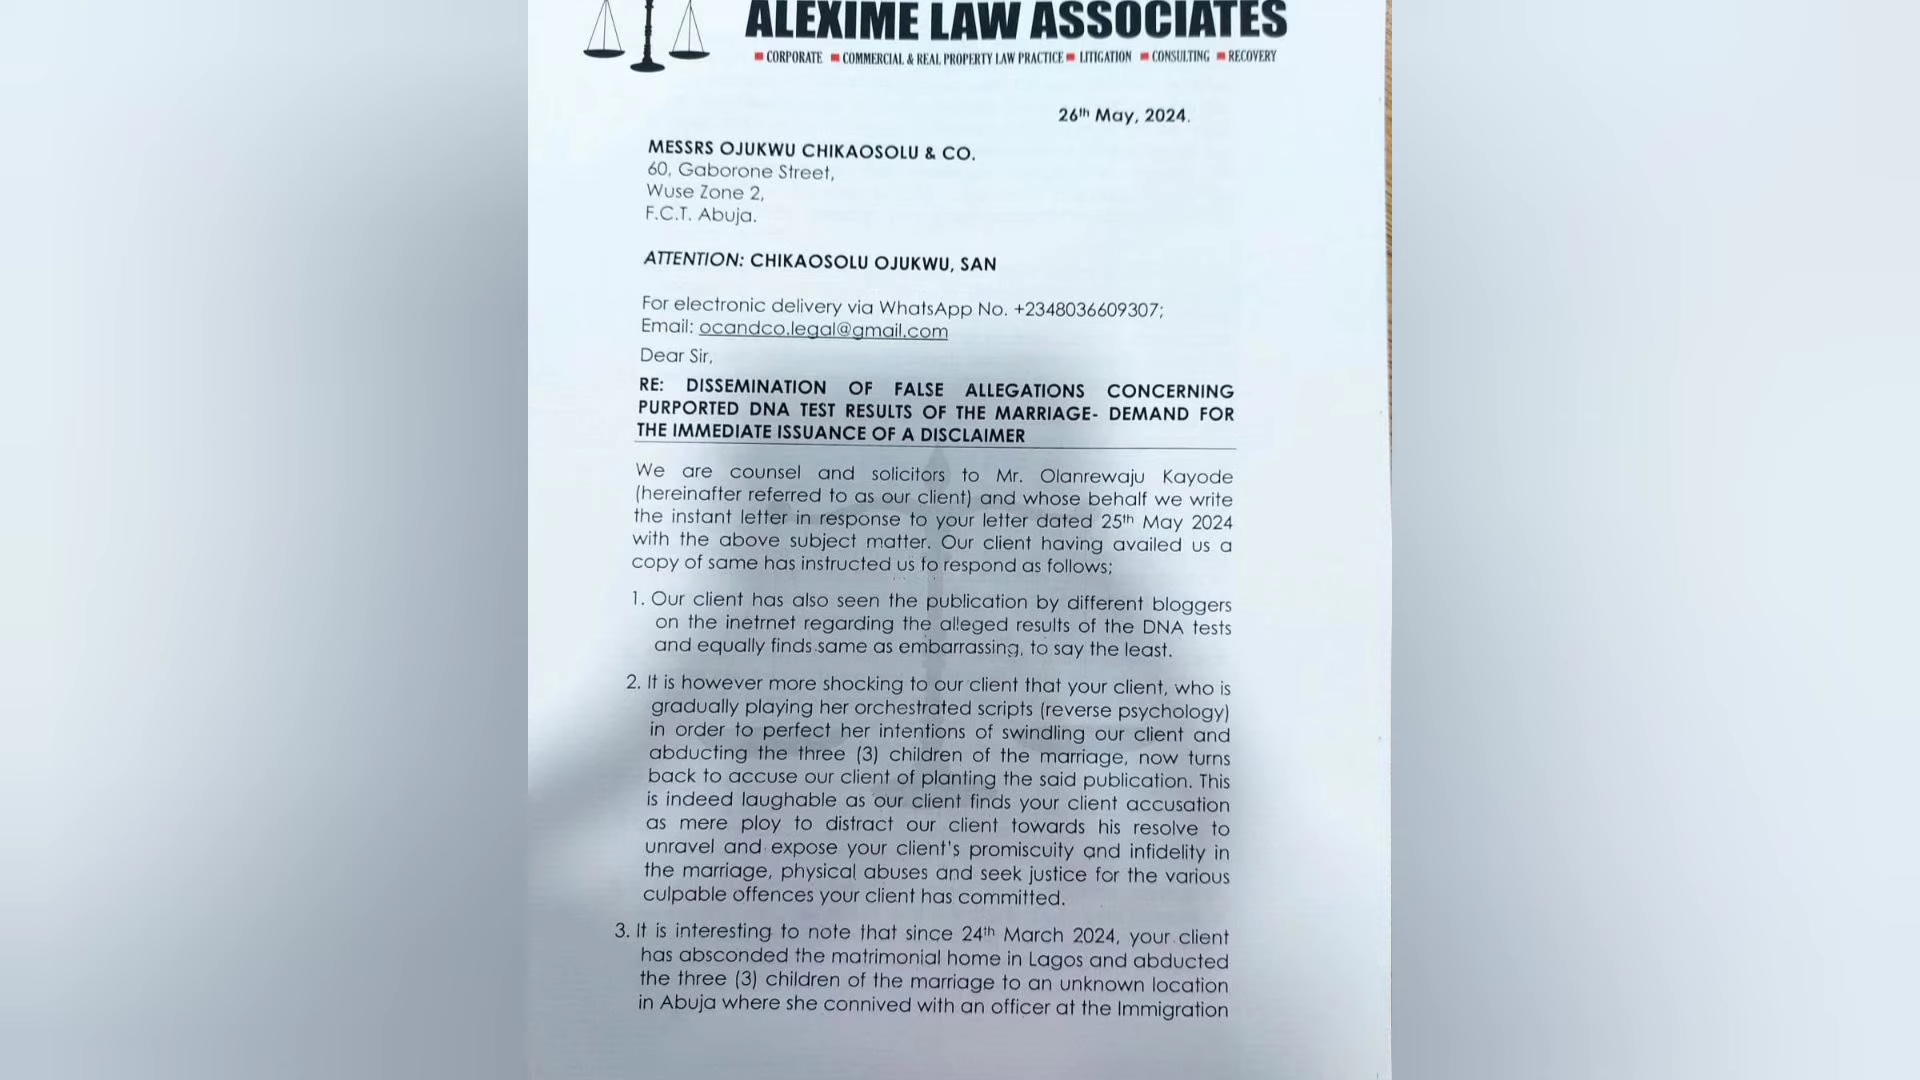 ALEXIME LAW ASSOCIATES
CORPORATE COMMERCIAL & REAL PROPERTY LAW PRACTICE LITIGATION CONSULTING RECOVERY
26th May, 2024.
MESSRS OJUKWU CHIKAOSOLU & CO.
60, Gaborone Street,
Wuse Zone 2,
F.C.T. Abuja.
ATTENTION: CHIKAOSOLU OJUKWU, SAN
For electronic delivery via WhatsApp No. +2348036609307;
Email: ocandco.legal@gmail.com
Dear Sir,
RE: DISSEMINATION OF FALSE ALLEGATIONS CONCERNING
PURPORTED DNA TEST RESULTS OF THE MARRIAGE- DEMAND FOR
THE IMMEDIATE ISSUANCE OF A DISCLAIMER
We are counsel and solicitors to Mr. Olanrewaju Kayode
(hereinafter referred to as our client) and whose behalf we write
the instant letter in response to your letter dated 25th May 2024
with the above subject matter. Our client having availed us a
copy of same has instructed us to respond as follows;
1. Our client has also seen the publication by different bloggers
on the inetrnet regarding the alleged results of the DNA tests
and equally finds same as embarrassing, to say the least.
2. It is however more shocking to our client that your client, who is
gradually playing her orchestrated scripts (reverse psychology)
in order to perfect her intentions of swindling our client and
abducting the three (3) children of the marriage, now turns
back to accuse our client of planting the said publication. This
is indeed laughable as our client finds your client accusation
as mere ploy to distract our client towards his resolve to
unravel and expose your client's promiscuity and infidelity in
the marriage, physical abuses and seek justice for the various
culpable offences your client has committed.
3. It is interesting to note that since 24th March 2024, your client
has absconded the matrimonial home in Lagos and abducted
the three (3) children of the marriage to an unknown location
in Abuja where she connived with an officer at the Immigration